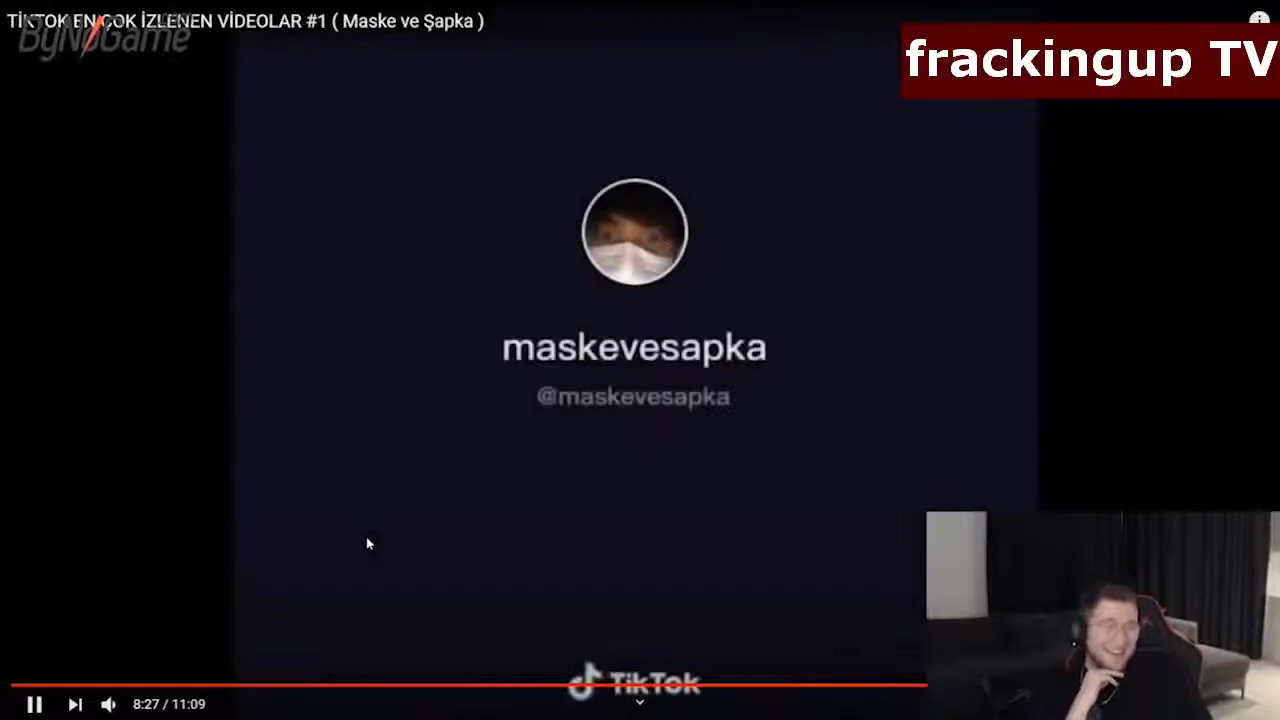 TİKTOK EN ÇOK İZLENEN VİDEOLAR #1 ( Maske ve Şapka )
ByNoGame
frackingup TV
maskevesapka
@maskevesapka
TikTok
8:27 / 11:09